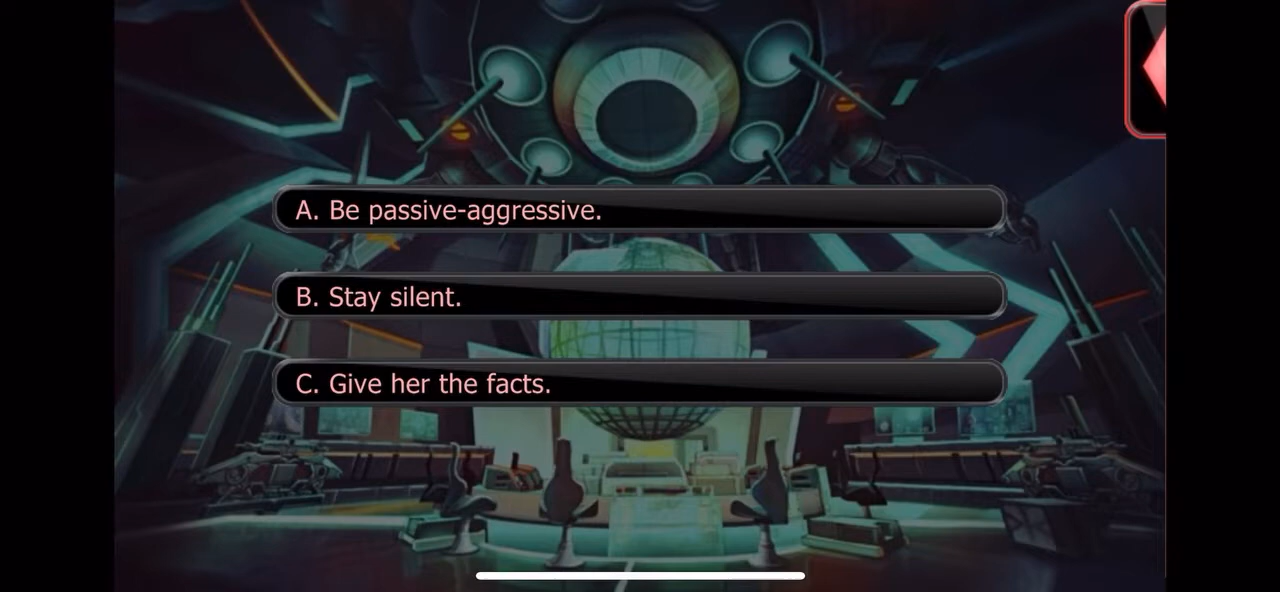 A. Be passive-aggressive.
B. Stay silent.
C. Give her the facts.